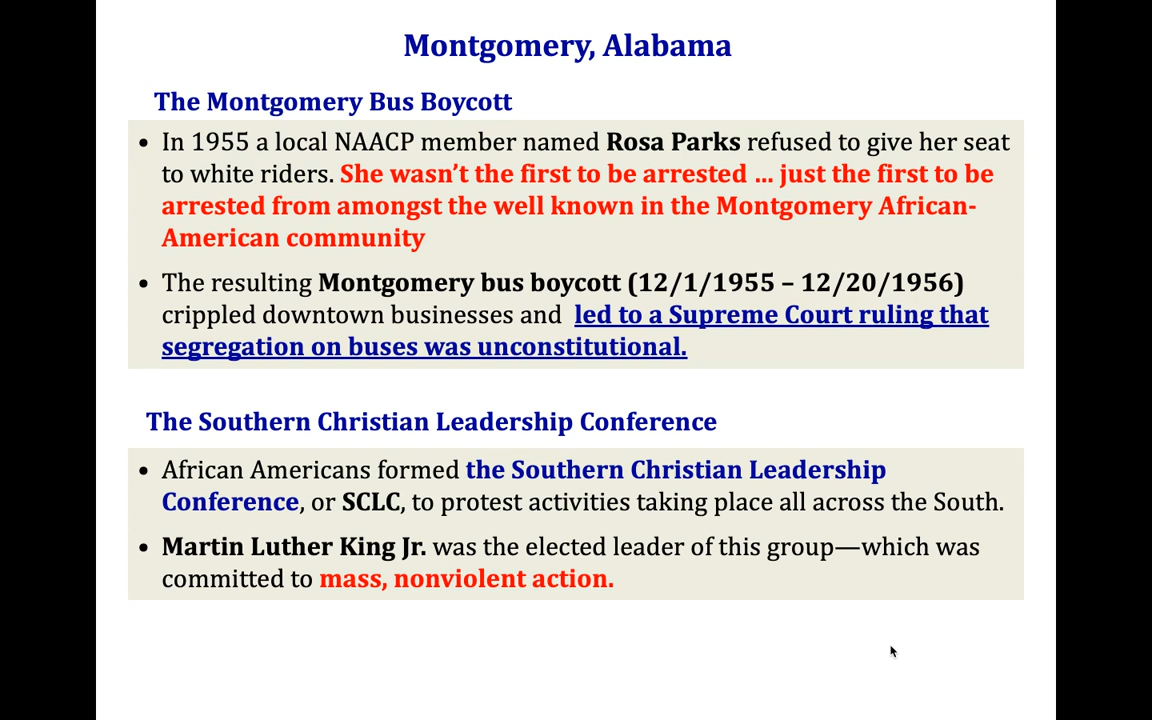 Montgomery, Alabama
The Montgomery Bus Boycott
• In 1955 a local NAACP member named Rosa Parks refused to give her seat
to white riders. She wasn't the first to be arrested … just the first to be
arrested from amongst the well known in the Montgomery African-
American community
• The resulting Montgomery bus boycott (12/1/1955 – 12/20/1956)
crippled downtown businesses and led to a Supreme Court ruling that
segregation on buses was unconstitutional.
The Southern Christian Leadership Conference
• African Americans formed the Southern Christian Leadership
Conference, or SCLC, to protest activities taking place all across the South.
• Martin Luther King Jr. was the elected leader of this group—which was
committed to mass, nonviolent action.